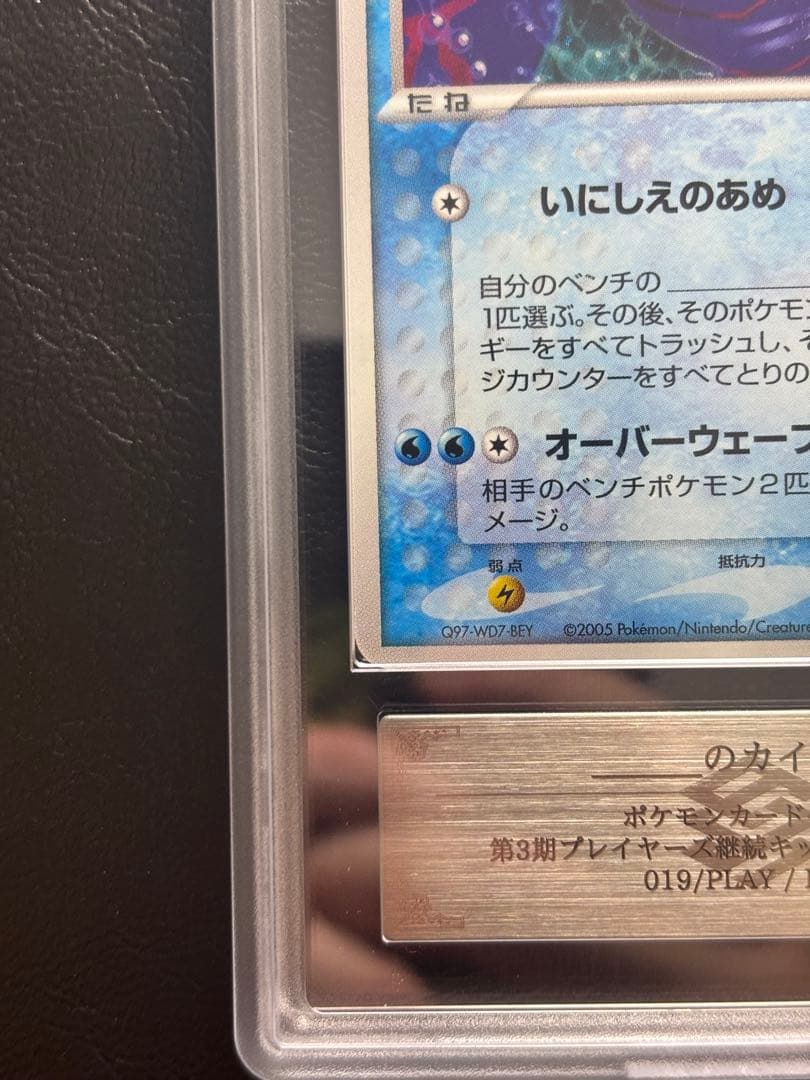 たね
いにしえのあめ
自分のベンチの
1匹選ぶ。その後、そのポケモ
ギーをすべてトラッシュし、そ
ジカウンターをすべてとりの
オーバーウェーブ
相手のベンチポケモン2匹
メージ。
弱点
抵抗力
Q97-WD7-BEY ©2005 Pokémon/Nintendo/Creature
のカイ
ポケモンカード
第3期プレイヤーズ継続キッ
019/PLAY /